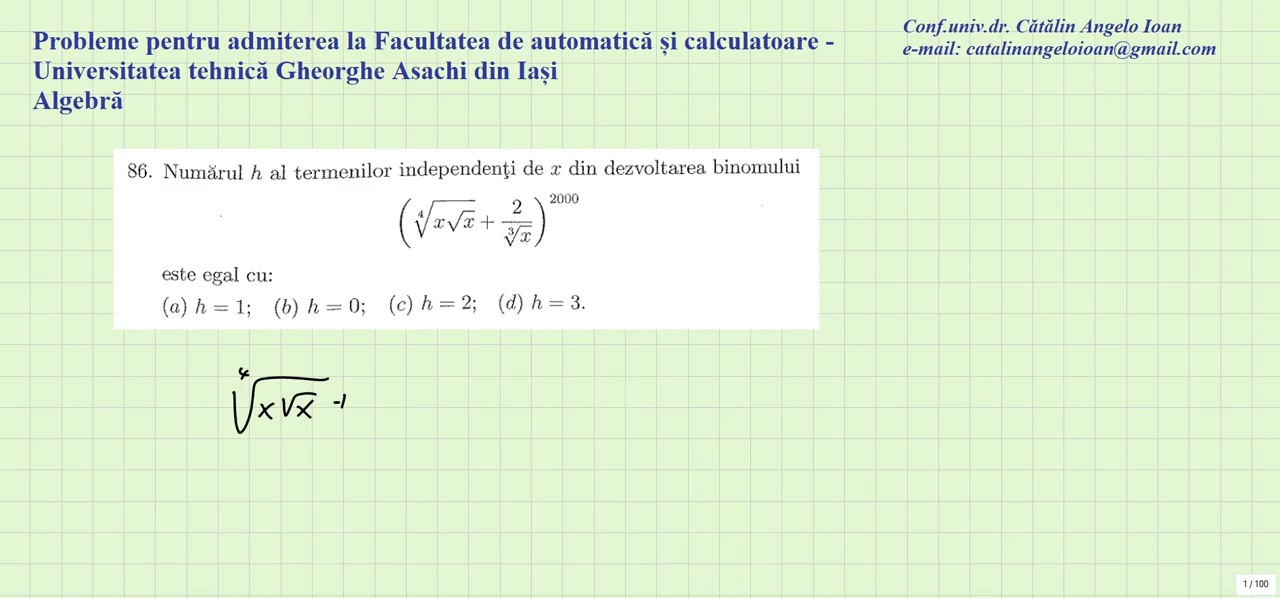 Probleme pentru admiterea la Facultatea de automatică și calculatoare -
Universitatea tehnică Gheorghe Asachi din Iași
Algebră
Conf.univ.dr. Cătălin Angelo Ioan
e-mail: catalinangeloioan@gmail.com
86. Numărul h al termenilor independenţi de x din dezvoltarea binomului
(∜(x√x) + 2/∛x)^2000
este egal cu:
(a) h = 1; (b) h = 0; (c) h = 2; (d) h = 3.
∜(x√x)
1 / 100